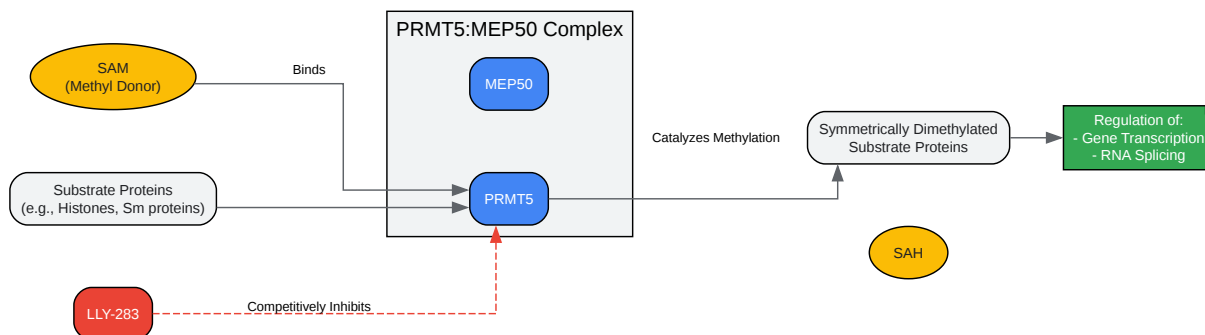 PRMT5:MEP50 Complex
SAM
(Methyl Donor)
Binds
MEP50
Catalyzes Methylation
Symmetrically Dimethylated
Substrate Proteins
Regulation of:
- Gene Transcription
- RNA Splicing
Substrate Proteins
(e.g., Histones, Sm proteins)
PRMT5
SAH
LLY-283
Competitively Inhibits